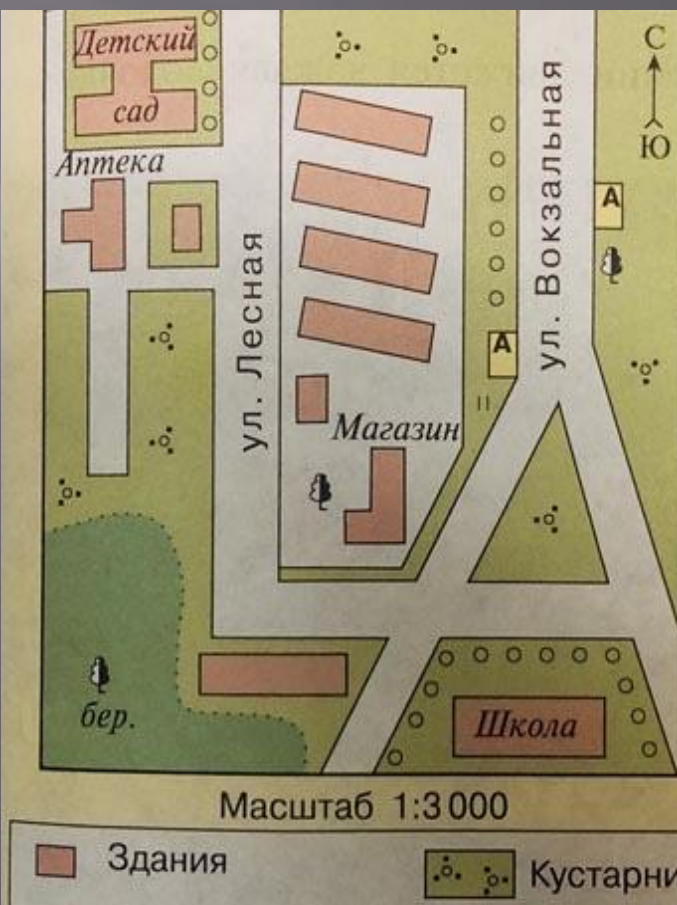 Детский
сад
С
Ю
Аптека
ул. Лесная
ул. Вокзальная
А
А
Магазин
бер.
Школа
Масштаб 1:3 000
Здания
Кустарни